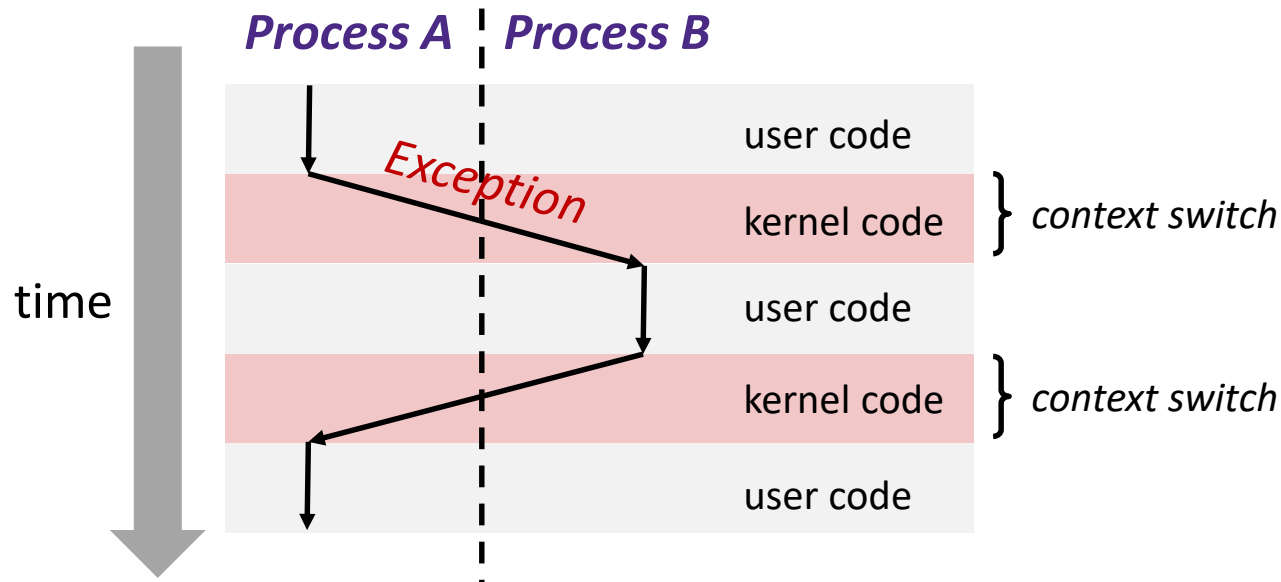 Process A Process B
user code
Exception
kernel code } context switch
time
user code
kernel code } context switch
user code